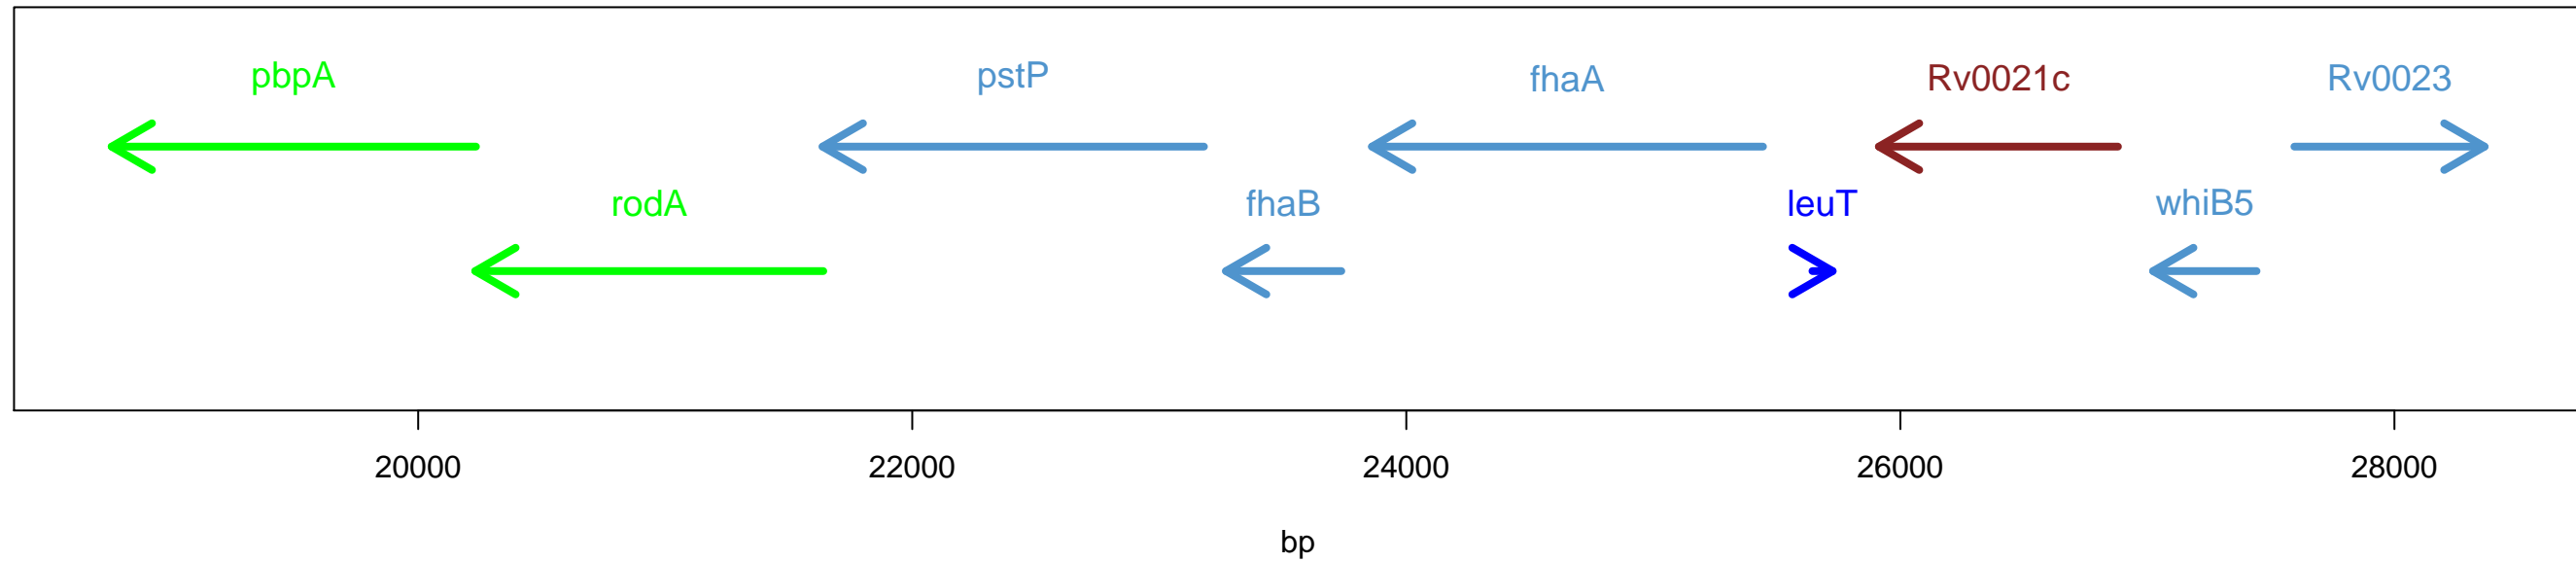 pbpA pstP fhaA Rv0021c Rv0023
rodA fhaB leuT whiB5
20000 22000 24000 26000 28000
bp